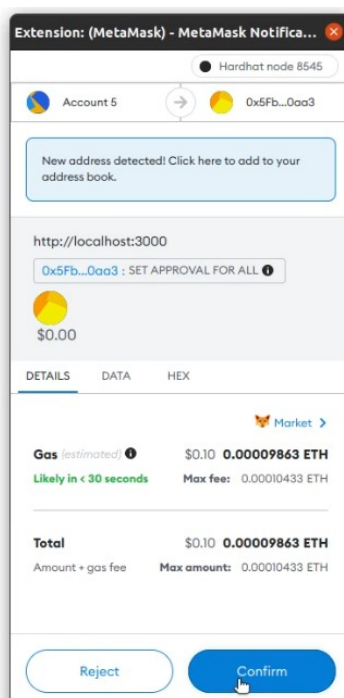 Extension: (MetaMask) - MetaMask Notifica...
Hardhat node 8545
Account 5
0x5Fb...0aa3
New address detected! Click here to add to your
address book.
http://localhost:3000
0x5Fb...0aa3 : SET APPROVAL FOR ALL
$0.00
DETAILS DATA HEX
Market >
Gas (estimated) $0.10 0.00009863 ETH
Likely in < 30 seconds Max fee: 0.00010433 ETH
Total $0.10 0.00009863 ETH
Amount + gas fee Max amount: 0.00010433 ETH
Reject Confirm